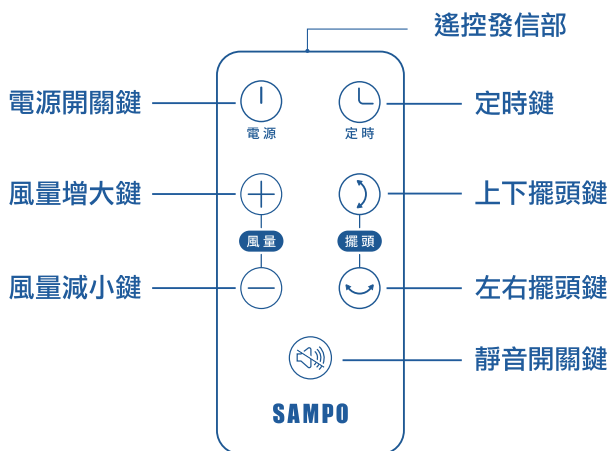 遙控發信部
電源開關鍵
定時鍵
電源
定時
風量增大鍵
上下擺頭鍵
風量
擺頭
風量減小鍵
左右擺頭鍵
靜音開關鍵
SAMPO